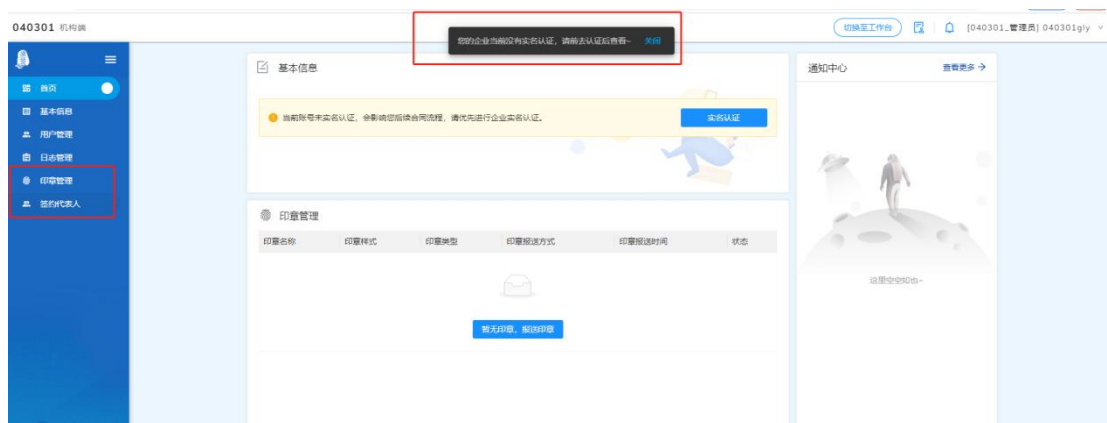 040301 机构端
您的企业当前没有实名认证,请前去认证后查看~ 关闭
切换至工作台
[040301_管理员] 040301gly
首页
基本信息
用户管理
日志管理
印章管理
签约代表人
基本信息
当前账号未实名认证,会影响您后续合同流程,请优先进行企业实名认证。
实名认证
印章管理
印章名称 印章样式 印章类型 印章报送方式 印章报送时间 状态
暂无印章,报送印章
通知中心
查看更多
这里空空如也~